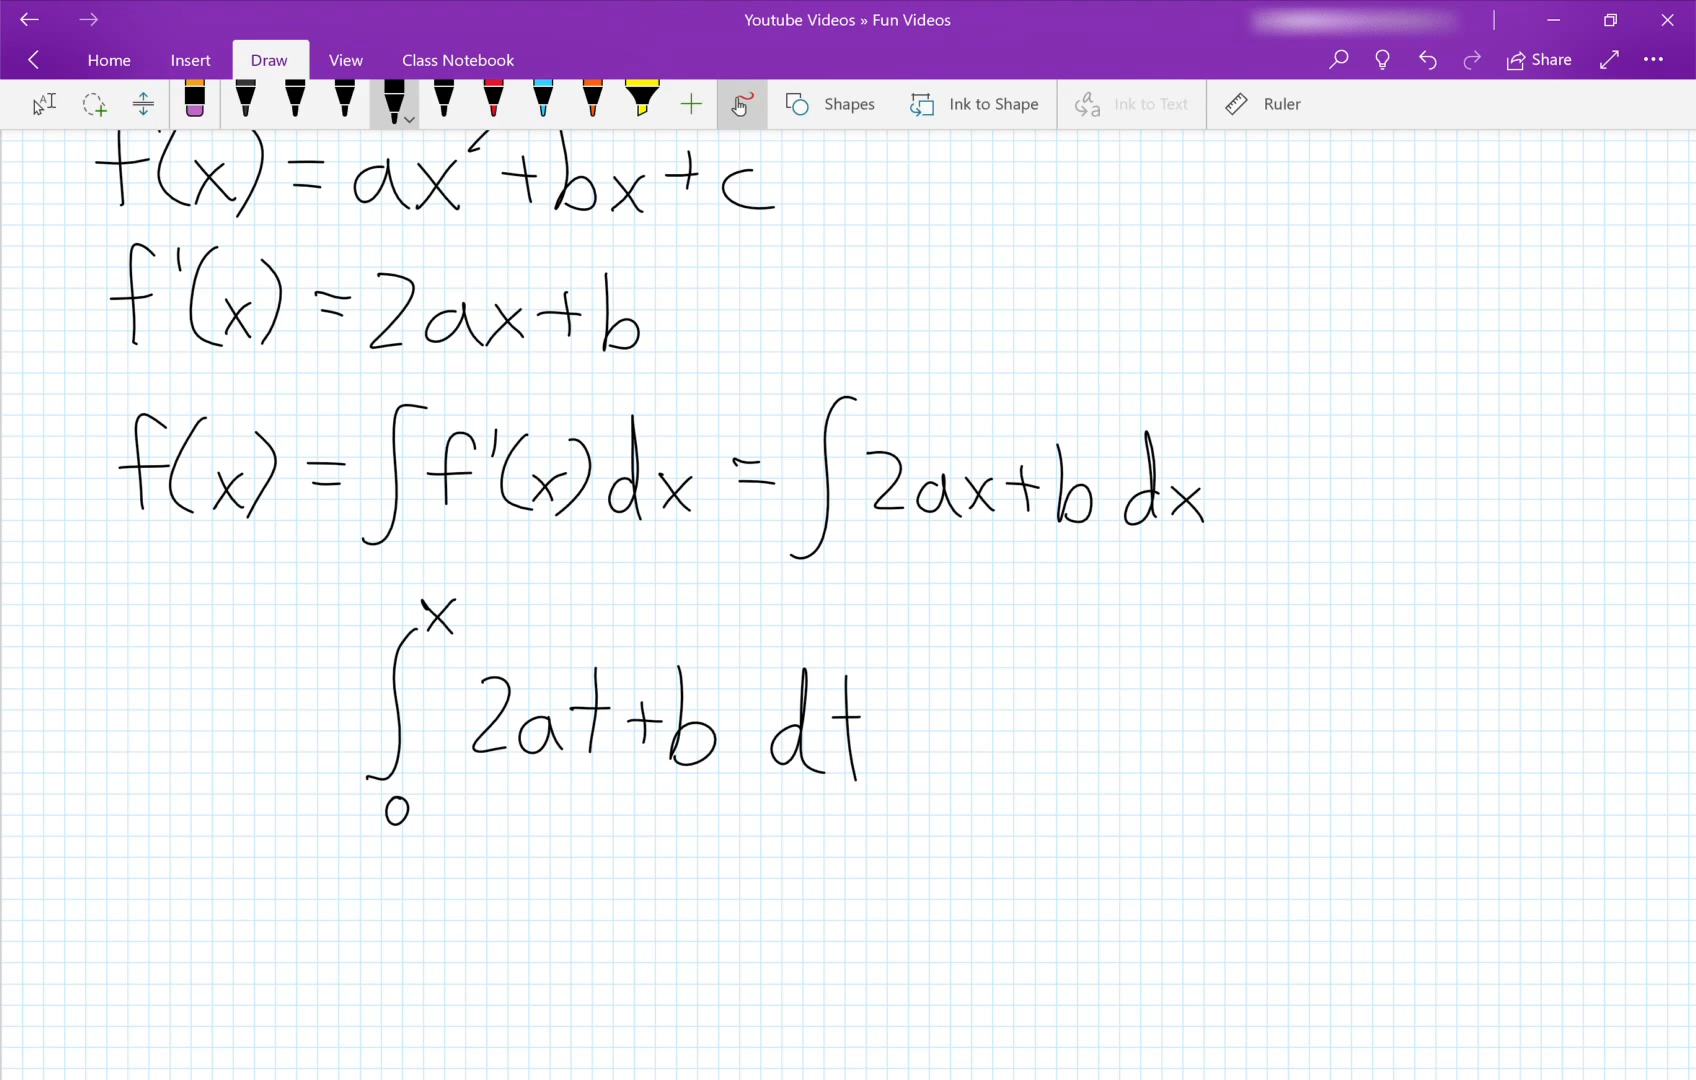 Youtube Videos » Fun Videos
Home Insert Draw View Class Notebook Share
Shapes Ink to Shape Ink to Text Ruler
f(x) = ax² + bx + c
f'(x) = 2ax + b
f(x) = ∫ f'(x) dx = ∫ 2ax + b dx
x
∫ 2at + b dt
0